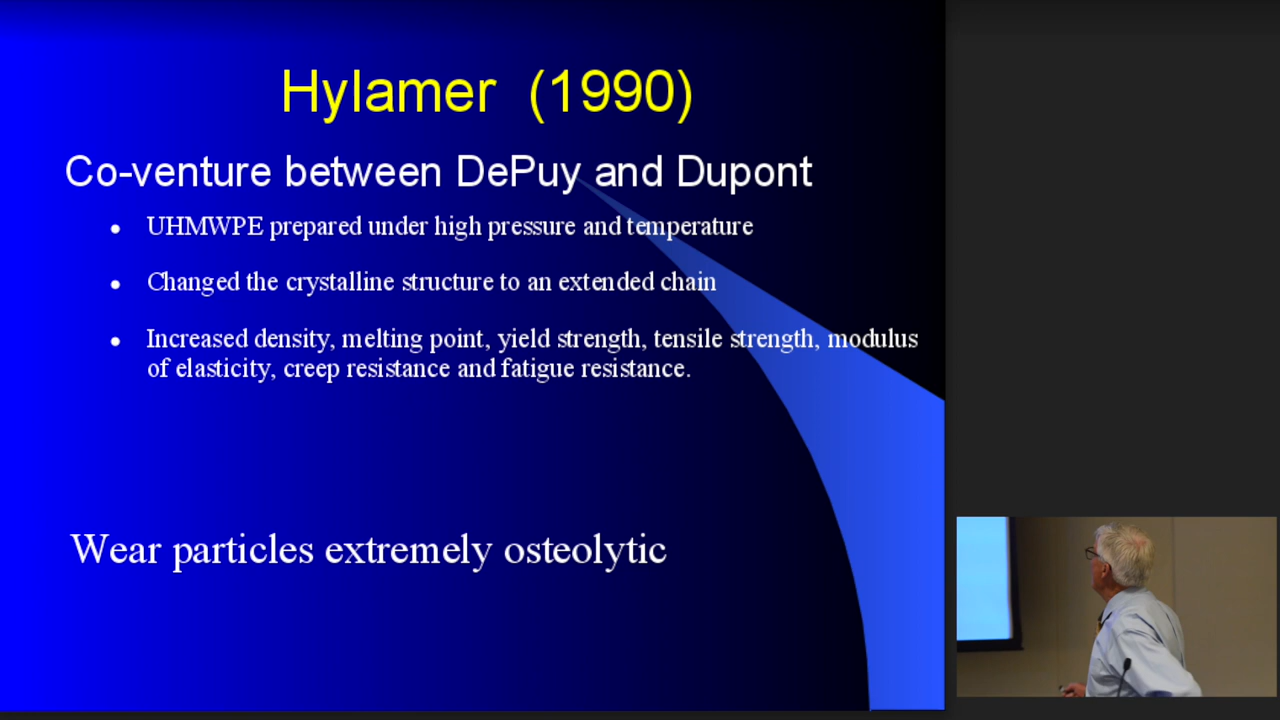 Hylamer (1990)
Co-venture between DePuy and Dupont
• UHMWPE prepared under high pressure and temperature
• Changed the crystalline structure to an extended chain
• Increased density, melting point, yield strength, tensile strength, modulus
of elasticity, creep resistance and fatigue resistance.
Wear particles extremely osteolytic